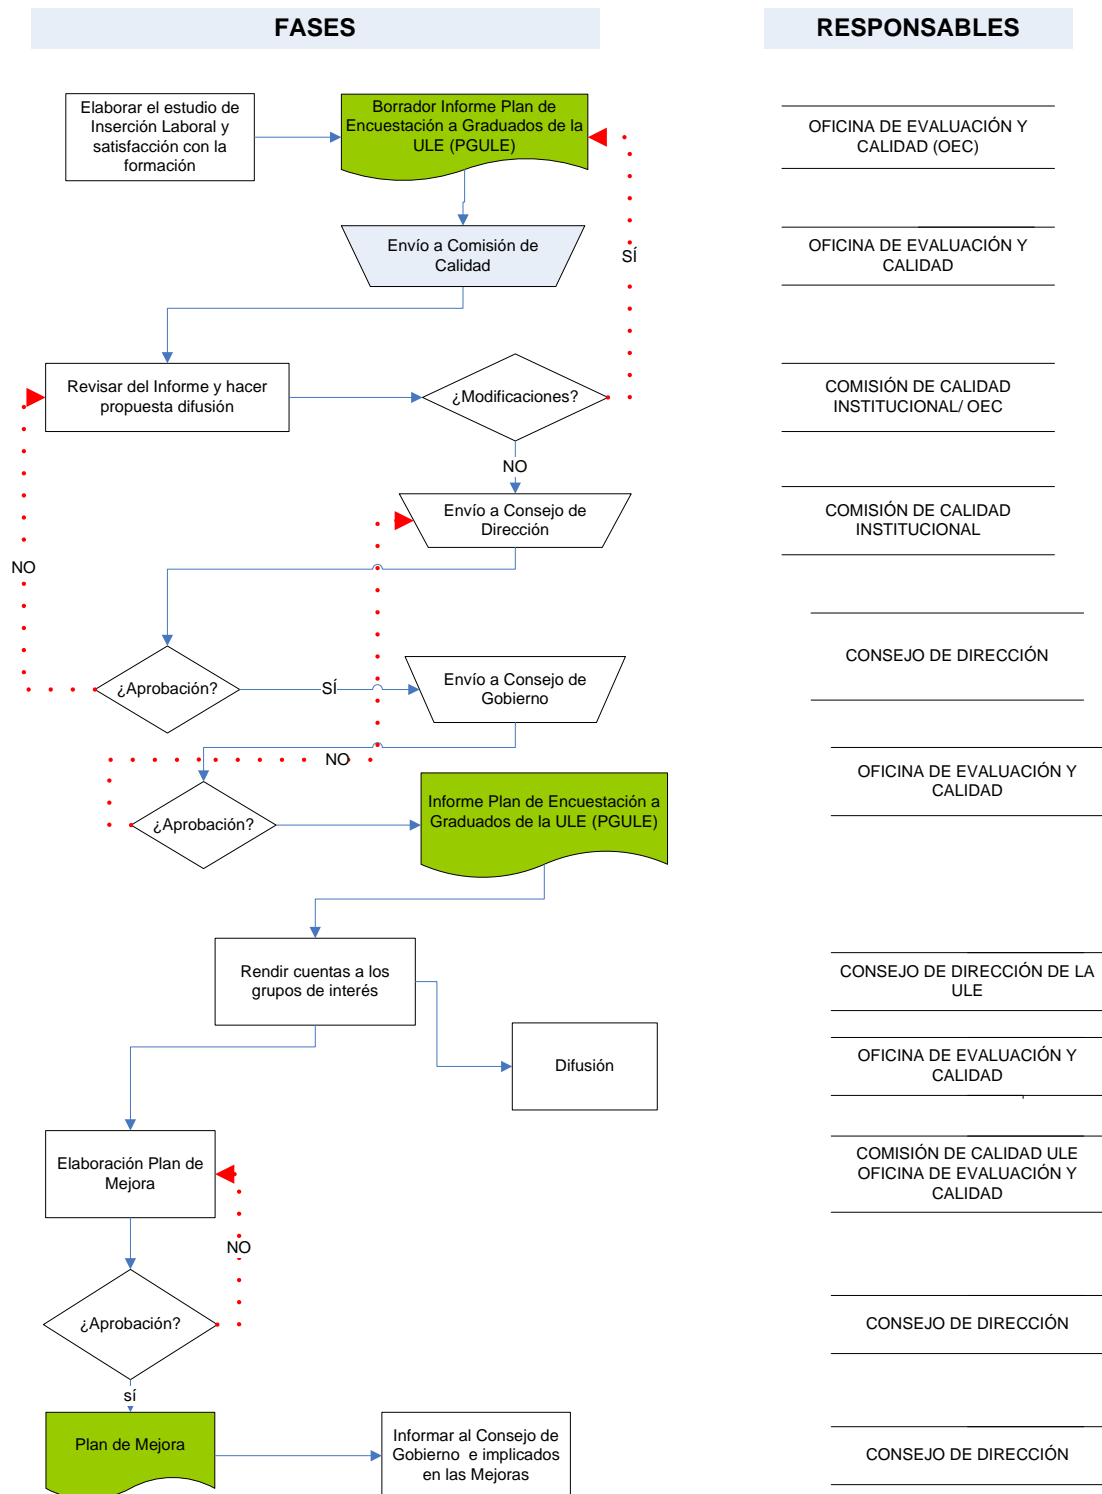 FASES
RESPONSABLES
Elaborar el estudio de
Inserción Laboral y
satisfacción con la
formación
Borrador Informe Plan de
Encuestación a Graduados de la
ULE (PGULE)
OFICINA DE EVALUACIÓN Y
CALIDAD (OEC)
Envío a Comisión de
Calidad
SÍ
OFICINA DE EVALUACIÓN Y
CALIDAD
Revisar del Informe y hacer
propuesta difusión
¿Modificaciones?
COMISIÓN DE CALIDAD
INSTITUCIONAL/ OEC
NO
Envío a Consejo de
Dirección
COMISIÓN DE CALIDAD
INSTITUCIONAL
NO
¿Aprobación?
SÍ
Envío a Consejo de
Gobierno
CONSEJO DE DIRECCIÓN
NO
¿Aprobación?
Informe Plan de Encuestación a
Graduados de la ULE (PGULE)
OFICINA DE EVALUACIÓN Y
CALIDAD
Rendir cuentas a los
grupos de interés
CONSEJO DE DIRECCIÓN DE LA
ULE
Difusión
OFICINA DE EVALUACIÓN Y
CALIDAD
Elaboración Plan de
Mejora
COMISIÓN DE CALIDAD ULE
OFICINA DE EVALUACIÓN Y
CALIDAD
NO
¿Aprobación?
CONSEJO DE DIRECCIÓN
sí
Plan de Mejora
Informar al Consejo de
Gobierno e implicados
en las Mejoras
CONSEJO DE DIRECCIÓN